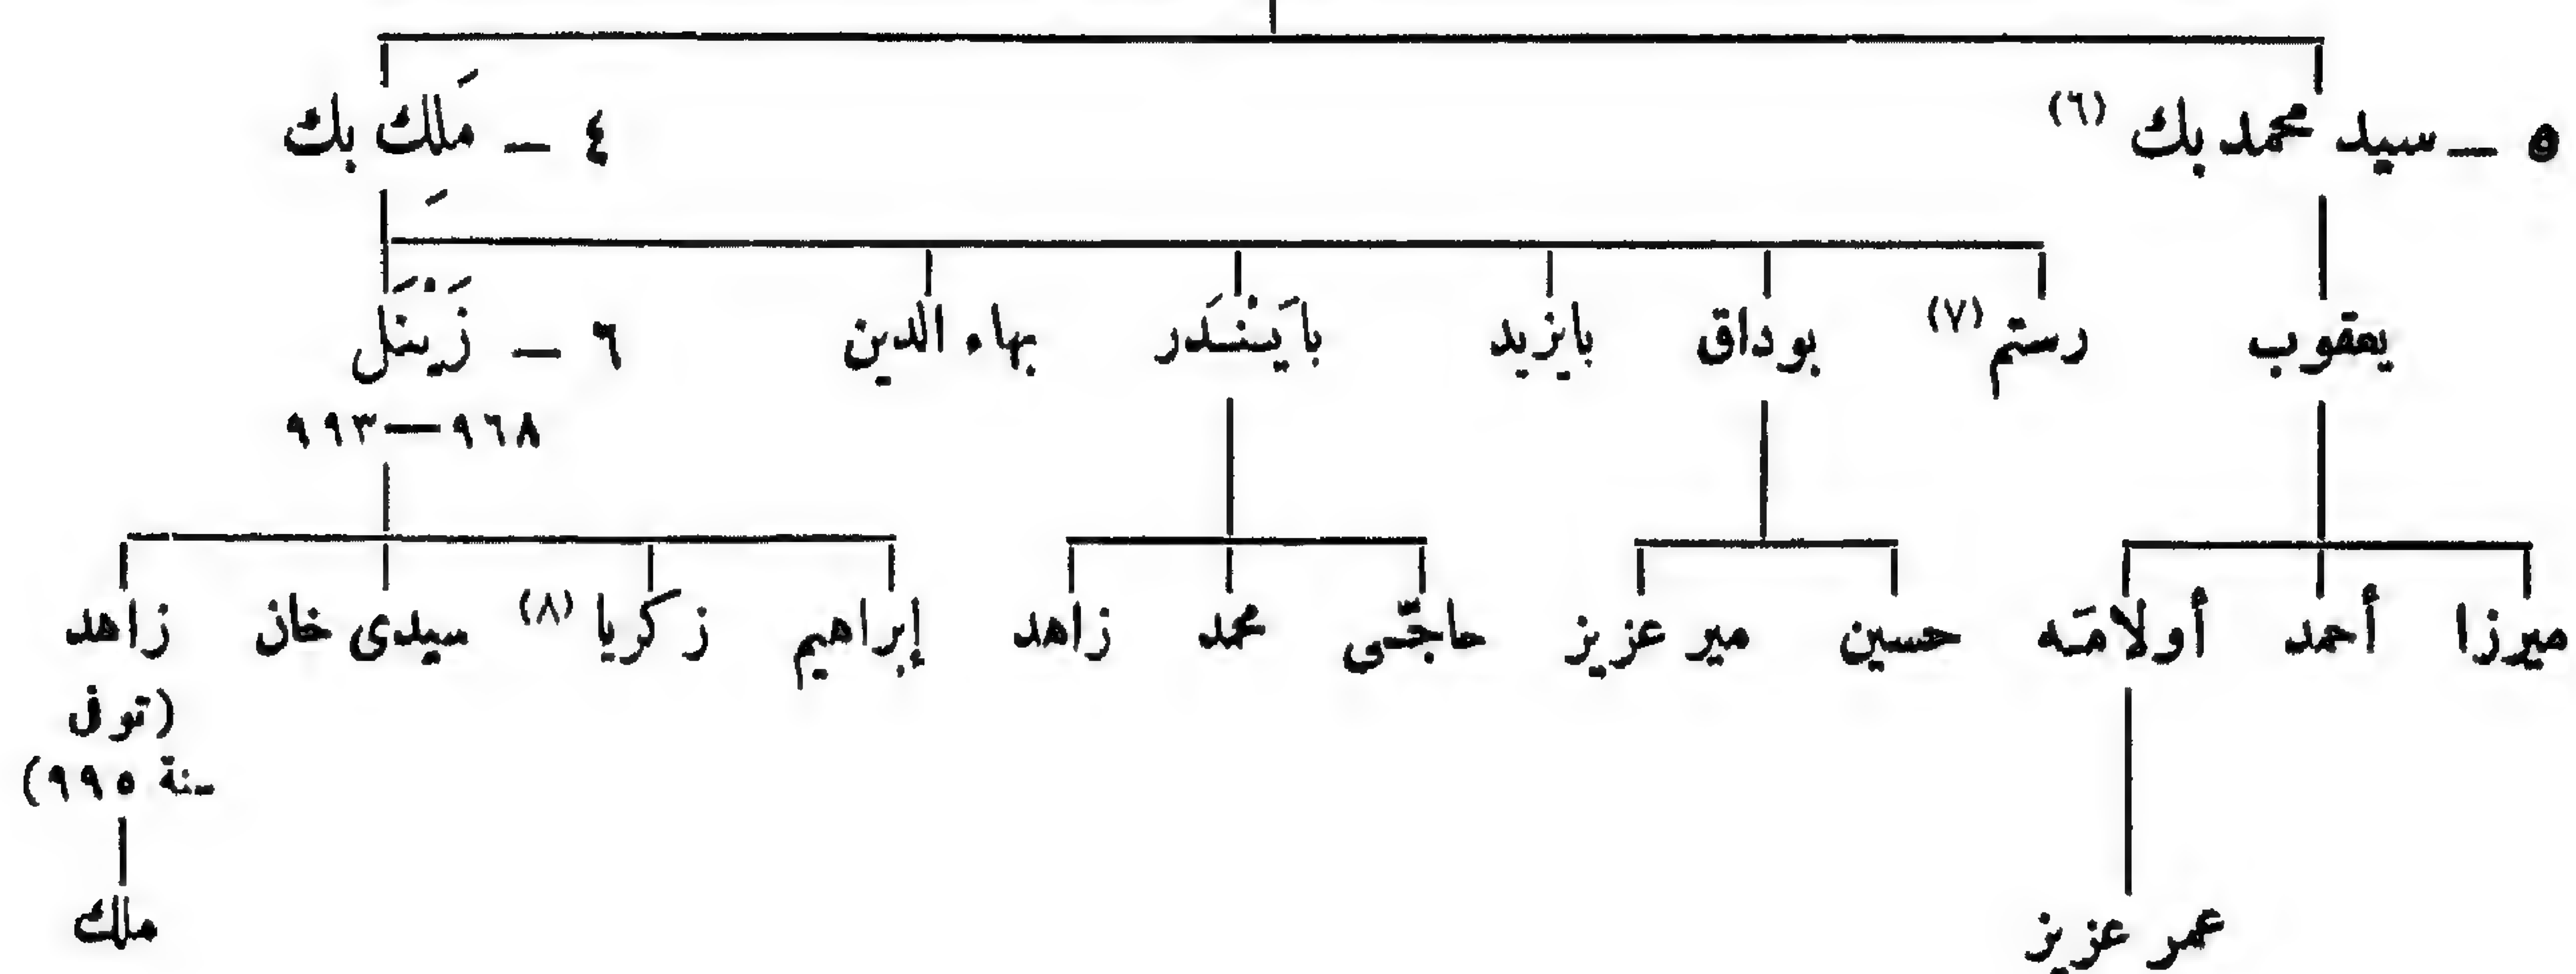 ٥ – سيد محمد بك (٦)
٤ – مَلِك بك
يعقوب
رستم (٧)
بوداق
بايزيد
بايَنْدَر
بهاء الدين
٦ – زَيْنَل
٩٦٨—٩٩٣
ميرزا
أحمد
أولامَه
حسين
مير عزيز
حاجّى
محمد
زاهد
إبراهيم
زكريا (٨)
سيدى خان
زاهد
(توفى
سنة ٩٩٥)
عمر عزيز
ملك